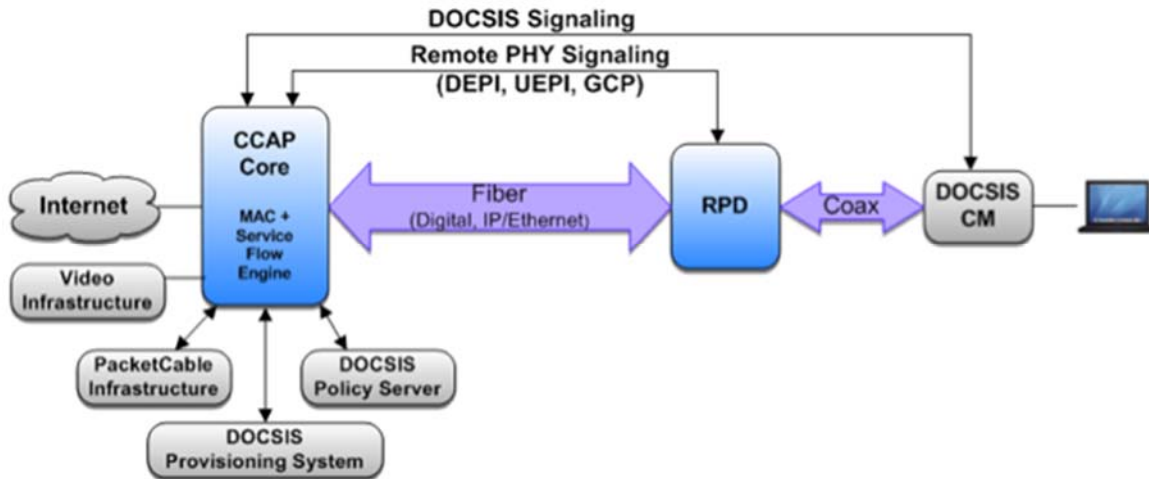 DOCSIS Signaling
Remote PHY Signaling
(DEPI, UEPI, GCP)
CCAP
Core
MAC +
Service
Flow
Engine
Internet
Fiber
(Digital, IP/Ethernet)
RPD
Coax
DOCSIS
CM
Video
Infrastructure
PacketCable
Infrastructure
DOCSIS
Policy Server
DOCSIS
Provisioning System